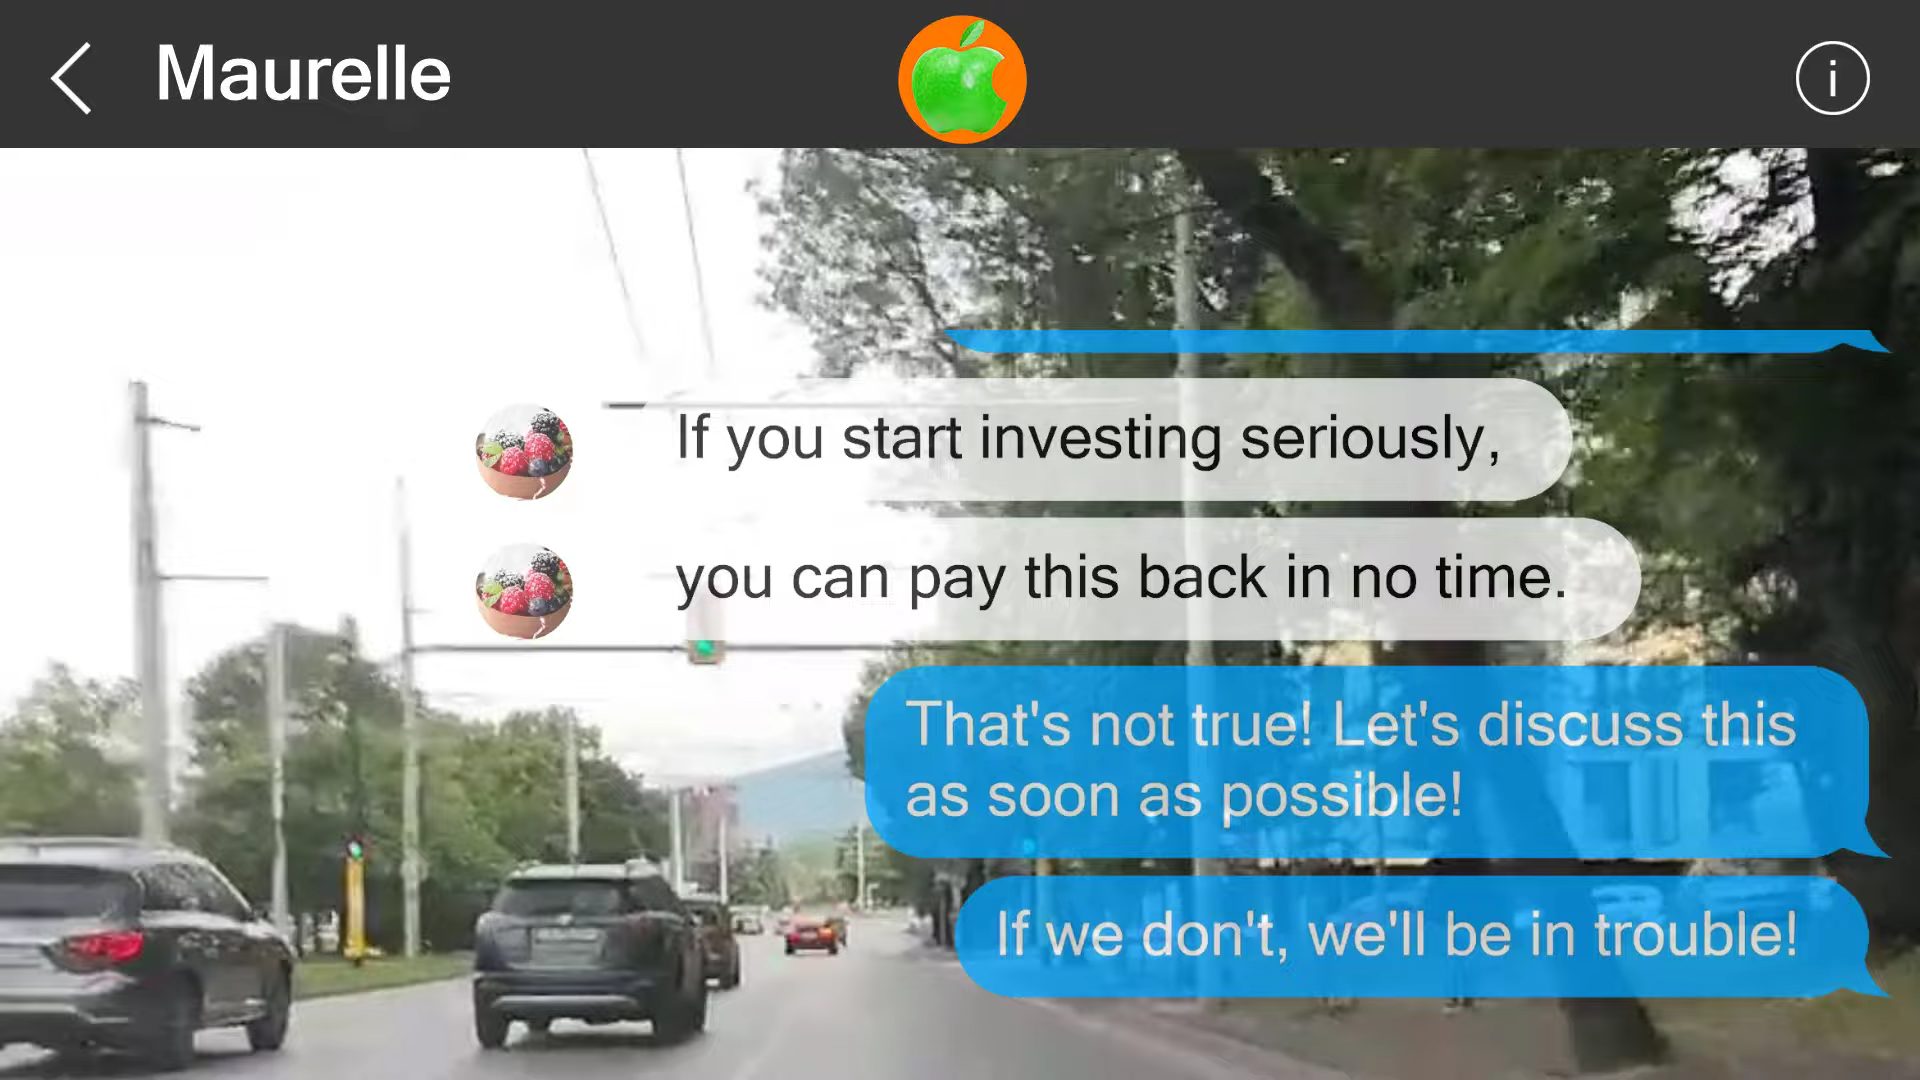 Maurelle
If you start investing seriously,
you can pay this back in no time.
That's not true! Let's discuss this
as soon as possible!
If we don't, we'll be in trouble!